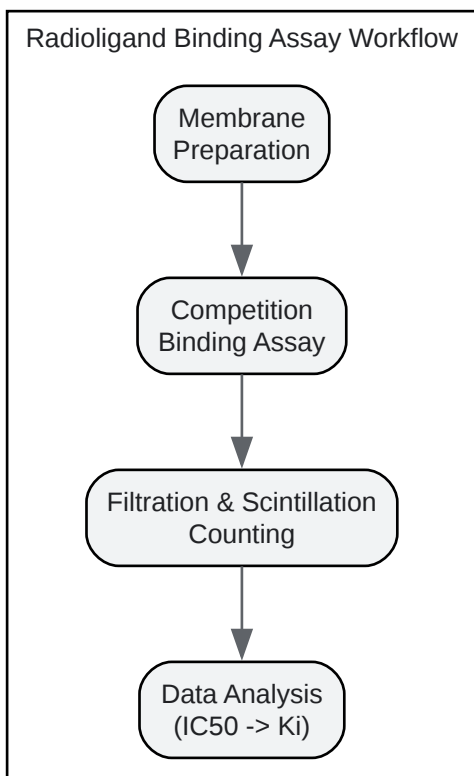 Radioligand Binding Assay Workflow
Membrane
Preparation
Competition
Binding Assay
Filtration & Scintillation
Counting
Data Analysis
(IC50 -> Ki)